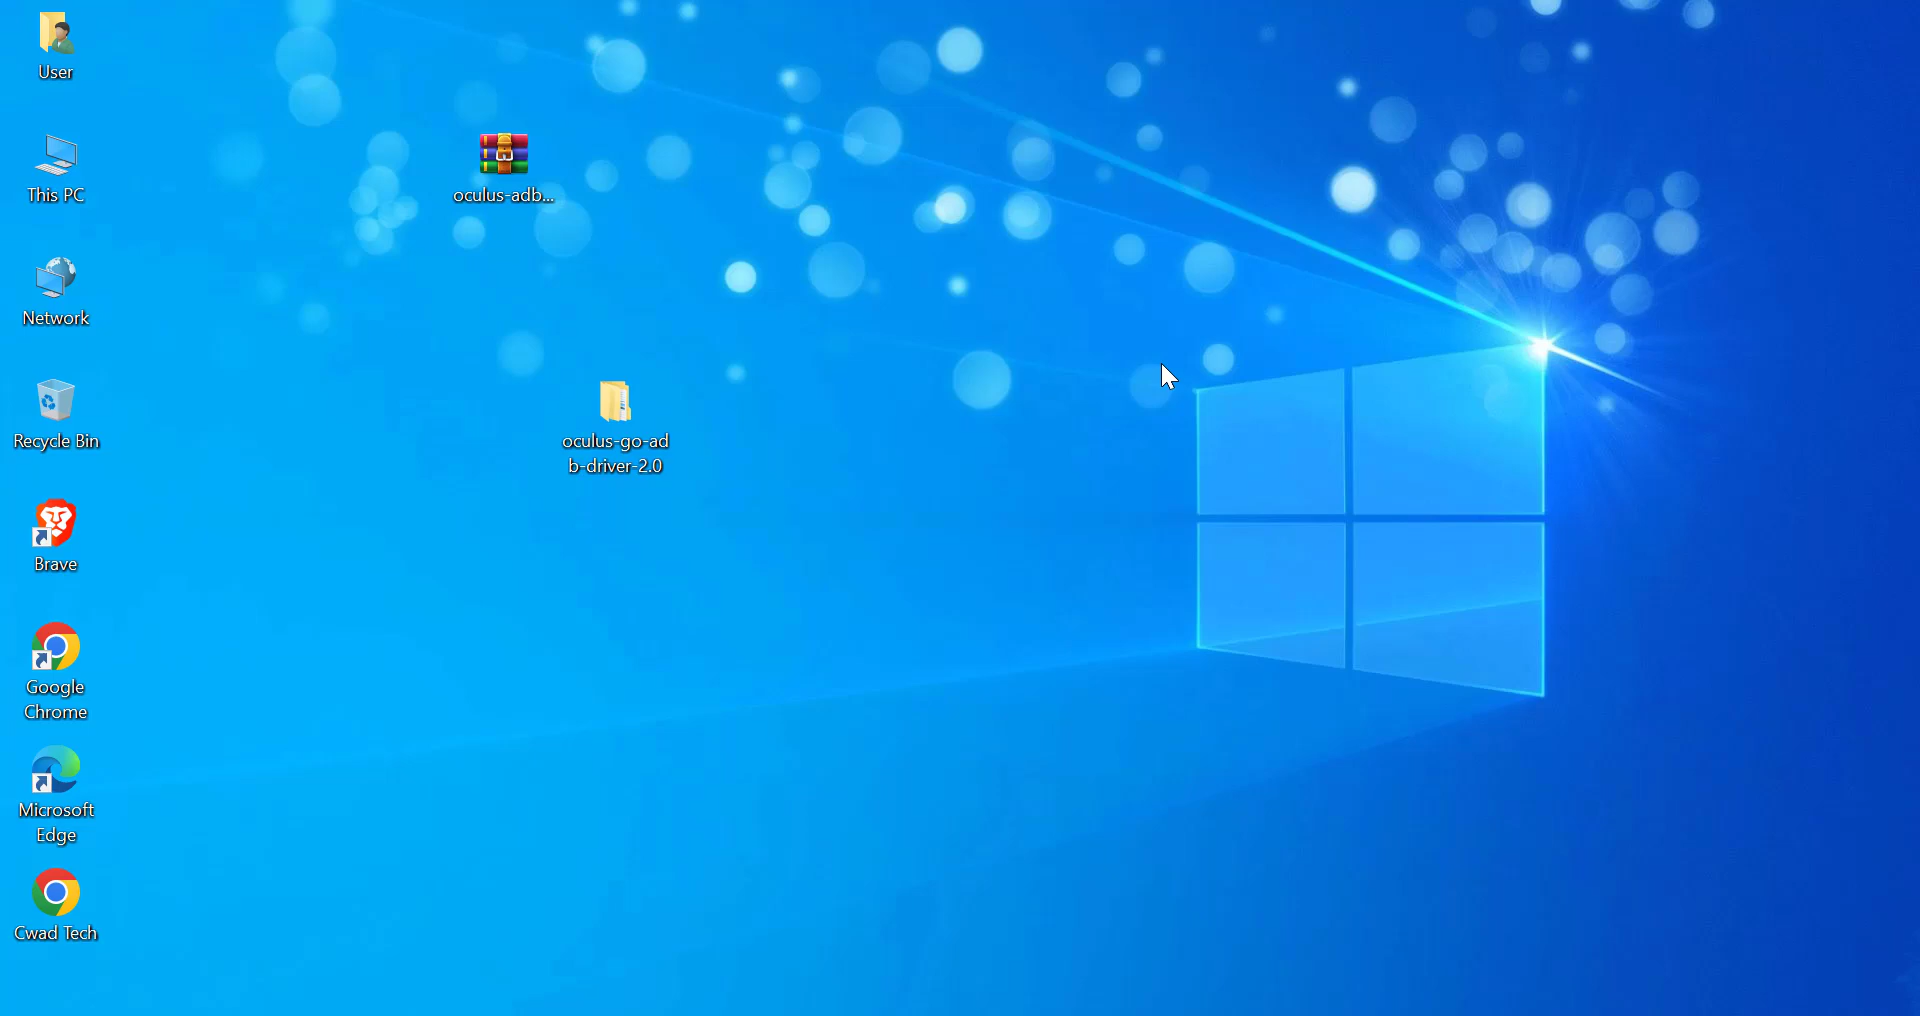 User
This PC
oculus-adb...
Network
oculus-go-ad
b-driver-2.0
Recycle Bin
Brave
Google
Chrome
Microsoft
Edge
Cwad Tech